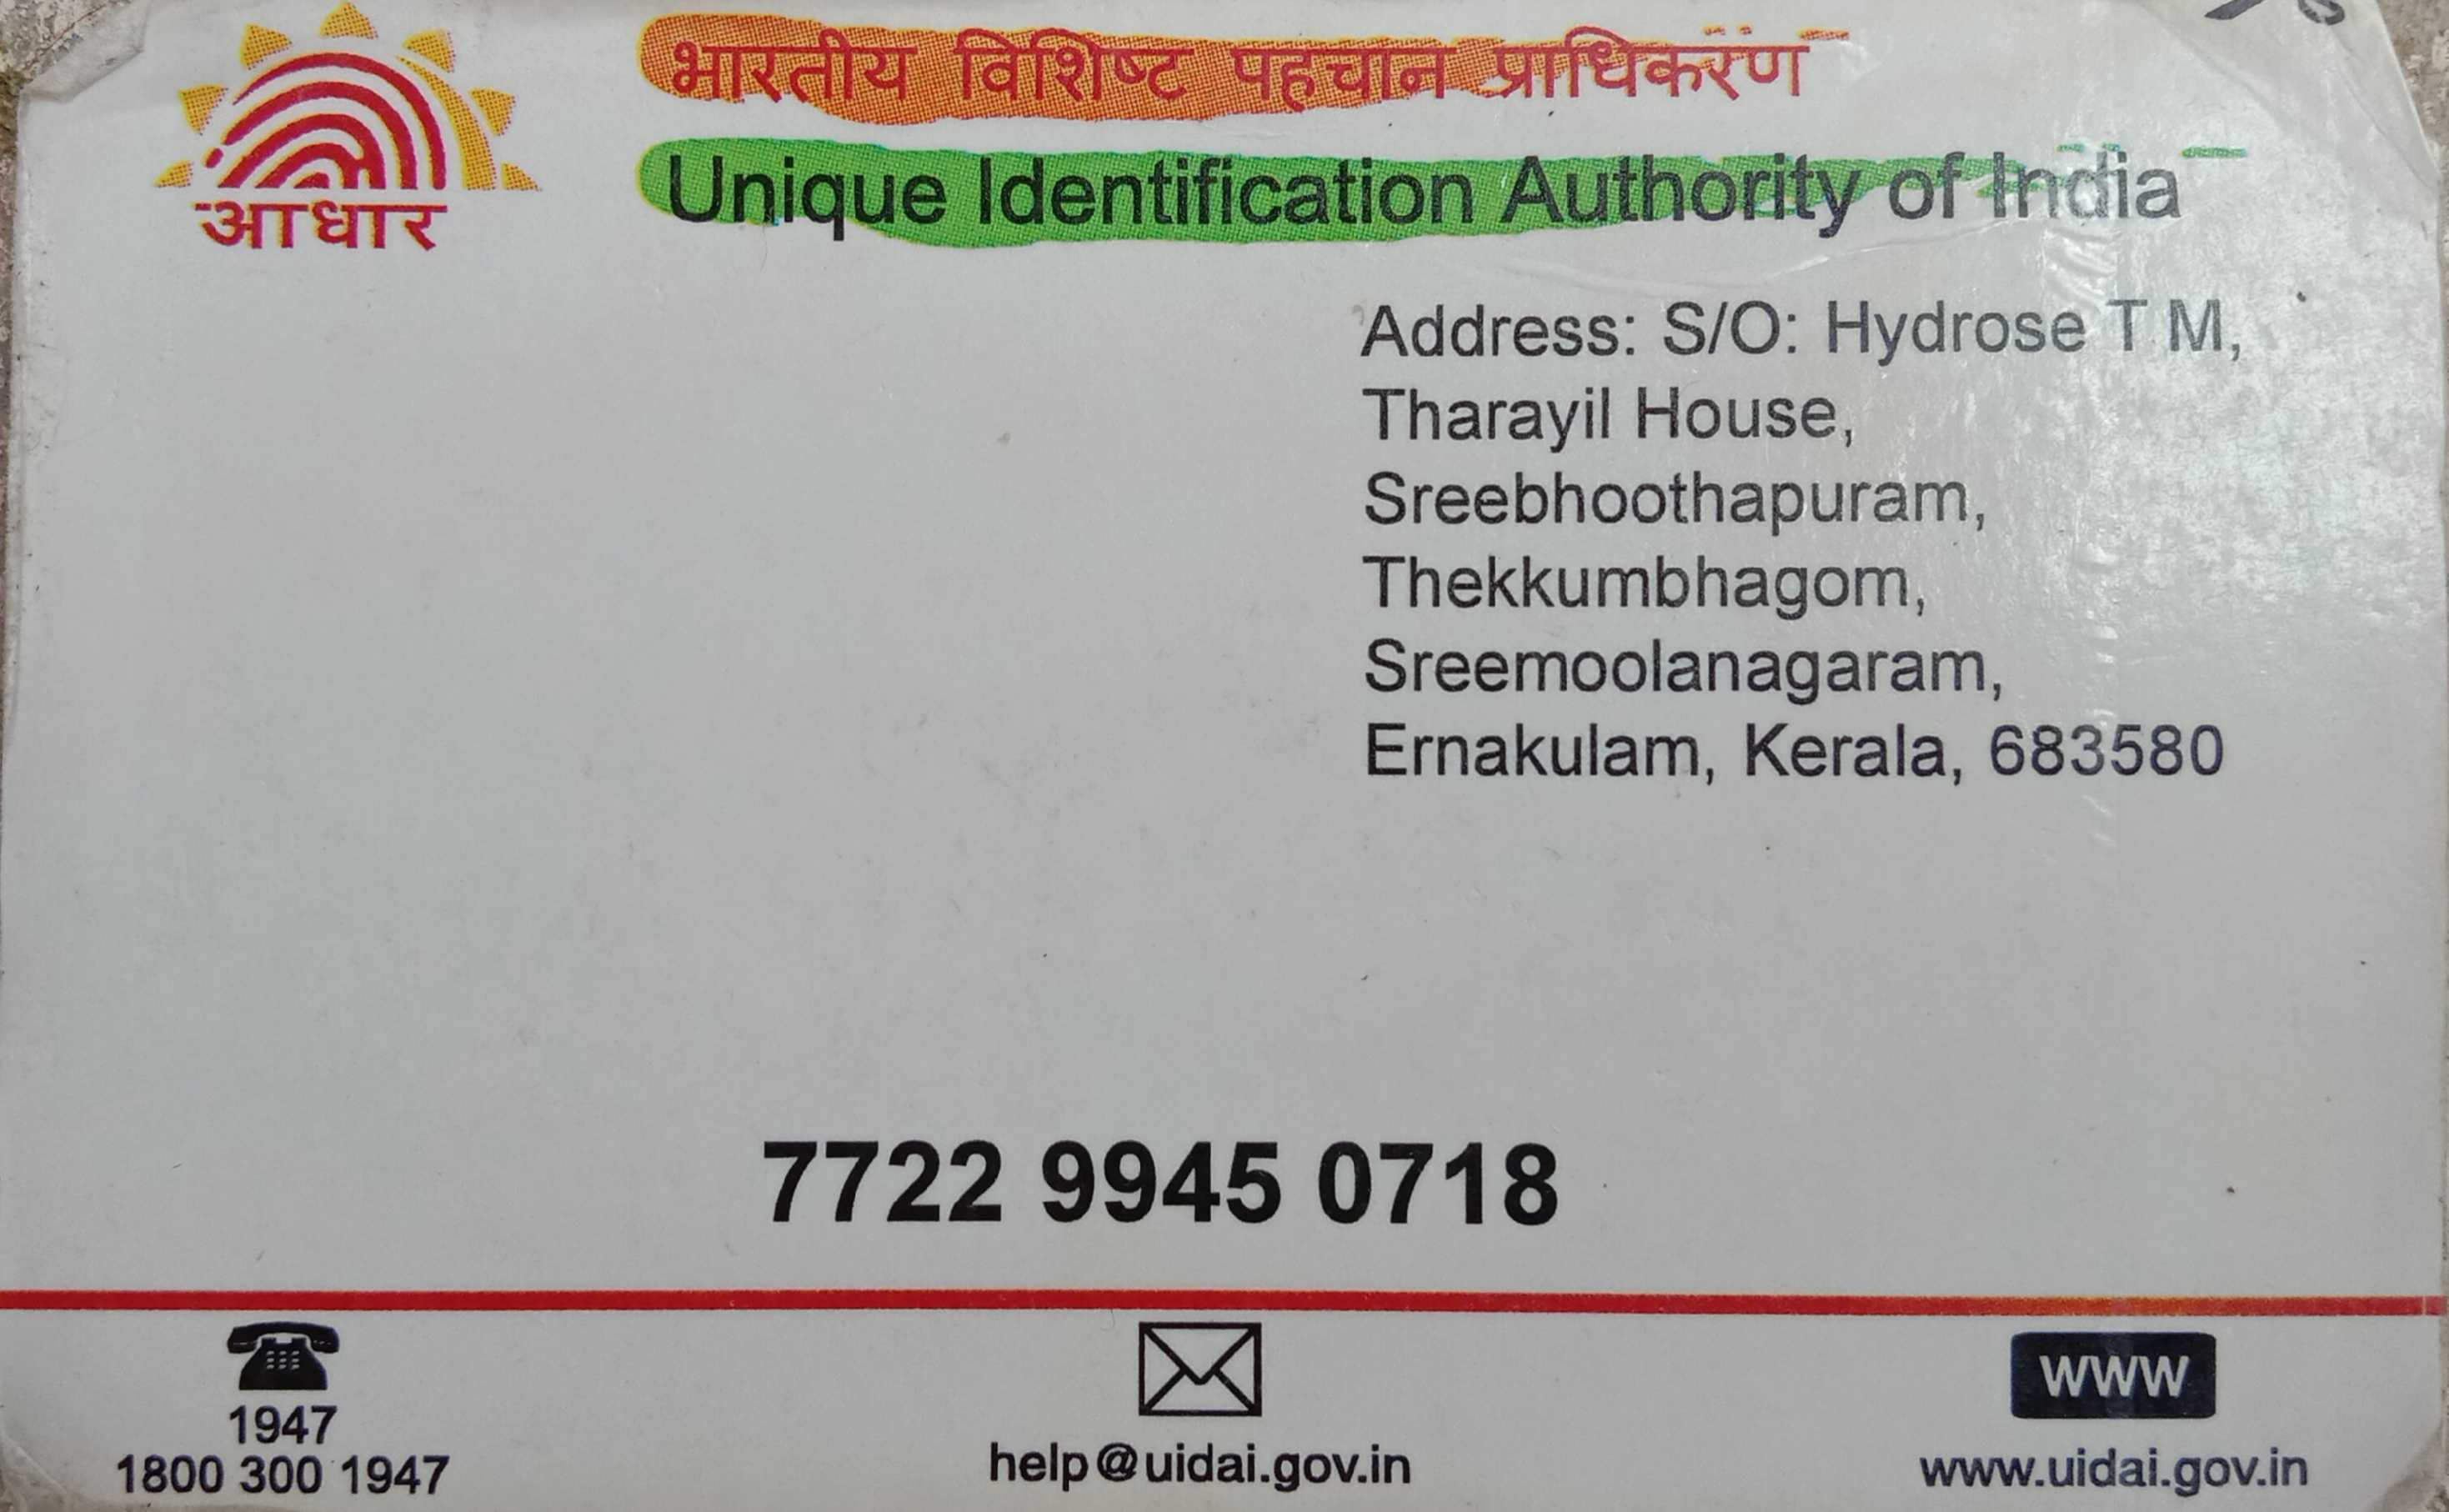 भारतीय विशिष्ट पहचान प्राधिकरण
आधार
Unique Identification Authority of India
Address: S/O: Hydrose T M,
Tharayil House,
Sreebhoothapuram,
Thekkumbhagom,
Sreemoolanagaram,
Ernakulam, Kerala, 683580
7722 9945 0718
1947
1800 300 1947
help@uidai.gov.in
www
www.uidai.gov.in